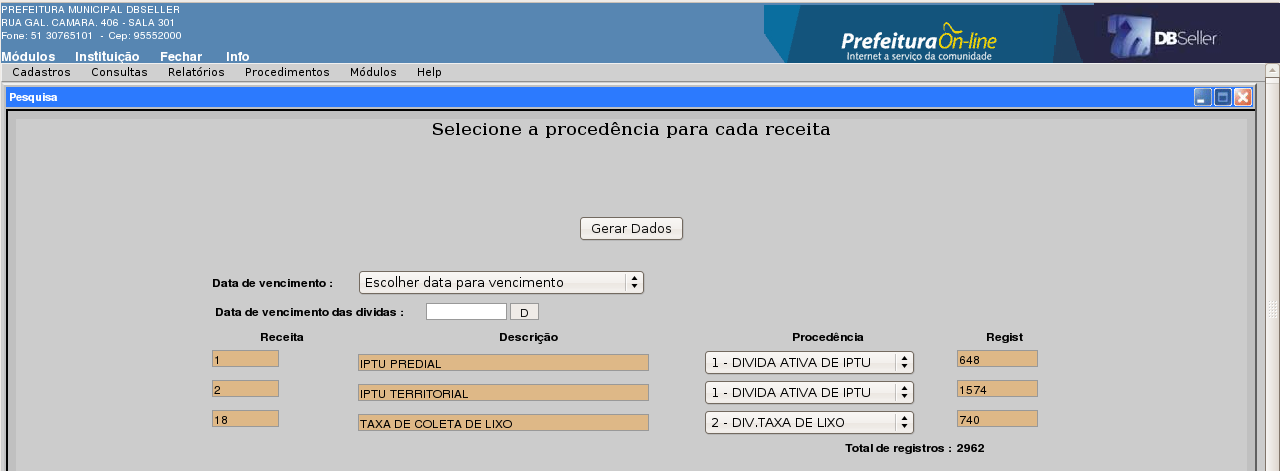 PREFEITURA MUNICIPAL DBSELLER
RUA GAL. CAMARA. 406 - SALA 301
Fone: 51 30765101 - Cep: 95552000
Módulos Instituição Fechar Info
PrefeituraOn-line
Internet a serviço da comunidade
DBSeller
Cadastros Consultas Relatórios Procedimentos Módulos Help
Pesquisa
Selecione a procedência para cada receita
Gerar Dados
Data de vencimento : Escolher data para vencimento
Data de vencimento das dividas : D
Receita Descrição Procedência Regist
1 IPTU PREDIAL 1 - DIVIDA ATIVA DE IPTU 648
2 IPTU TERRITORIAL 1 - DIVIDA ATIVA DE IPTU 1574
18 TAXA DE COLETA DE LIXO 2 - DIV.TAXA DE LIXO 740
Total de registros : 2962